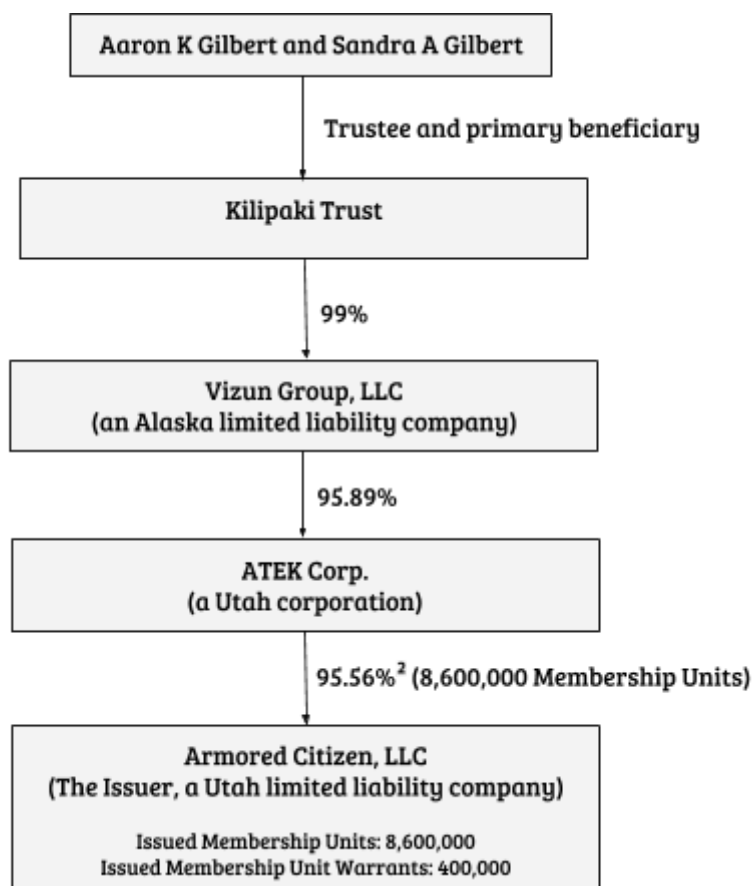 Aaron K Gilbert and Sandra A Gilbert
Trustee and primary beneficiary
Kilipaki Trust
99%
Vizun Group, LLC
(an Alaska limited liability company)
95.89%
ATEK Corp.
(a Utah corporation)
95.56%² (8,600,000 Membership Units)
Armored Citizen, LLC
(The Issuer, a Utah limited liability company)
Issued Membership Units: 8,600,000
Issued Membership Unit Warrants: 400,000